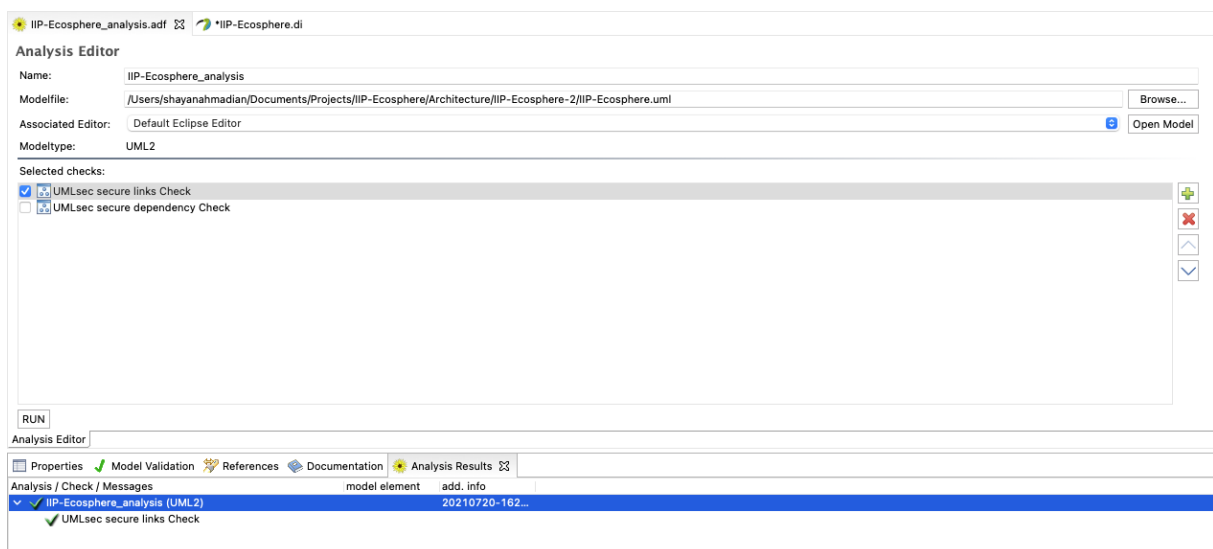 IIP-Ecosphere_analysis.adf *IIP-Ecosphere.di
Analysis Editor
Name: IIP-Ecosphere_analysis
Modelfile: /Users/shayanahmadian/Documents/Projects/IIP-Ecosphere/Architecture/IIP-Ecosphere-2/IIP-Ecosphere.uml Browse...
Associated Editor: Default Eclipse Editor Open Model
Modeltype: UML2
Selected checks:
UMLsec secure links Check
UMLsec secure dependency Check
RUN
Analysis Editor
Properties Model Validation References Documentation Analysis Results
Analysis / Check / Messages model element add. info
IIP-Ecosphere_analysis (UML2) 20210720-162...
UMLsec secure links Check